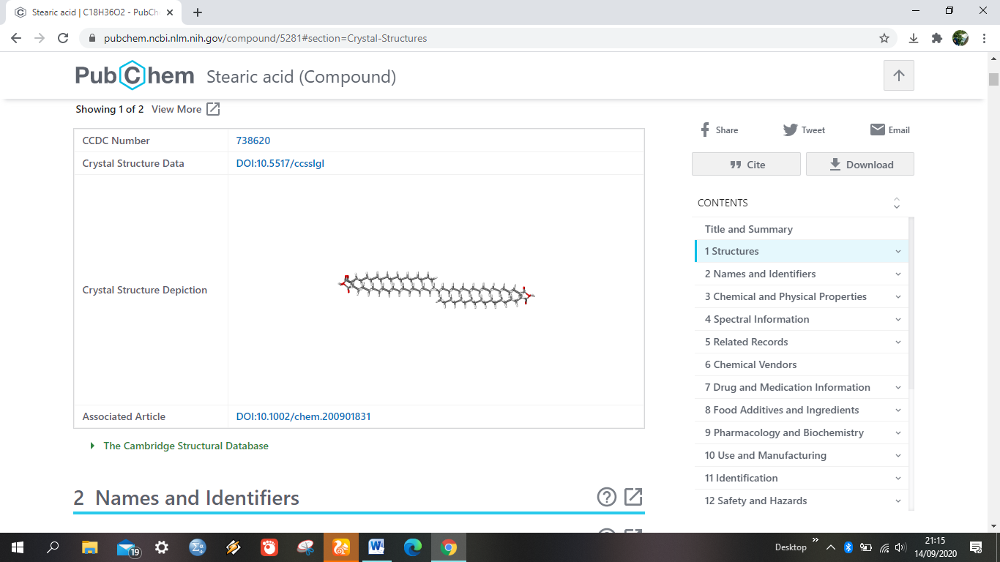 Stearic acid | C18H36O2 - PubCh
pubchem.ncbi.nlm.nih.gov/compound/5281#section=Crystal-Structures
PubChem Stearic acid (Compound)
Showing 1 of 2 View More
CCDC Number 738620
Crystal Structure Data DOI:10.5517/ccsslgl
Crystal Structure Depiction
Associated Article DOI:10.1002/chem.200901831
The Cambridge Structural Database
2 Names and Identifiers
Share Tweet Email
Cite Download
CONTENTS
Title and Summary
1 Structures
2 Names and Identifiers
3 Chemical and Physical Properties
4 Spectral Information
5 Related Records
6 Chemical Vendors
7 Drug and Medication Information
8 Food Additives and Ingredients
9 Pharmacology and Biochemistry
10 Use and Manufacturing
11 Identification
12 Safety and Hazards
19
Desktop
21:15
14/09/2020